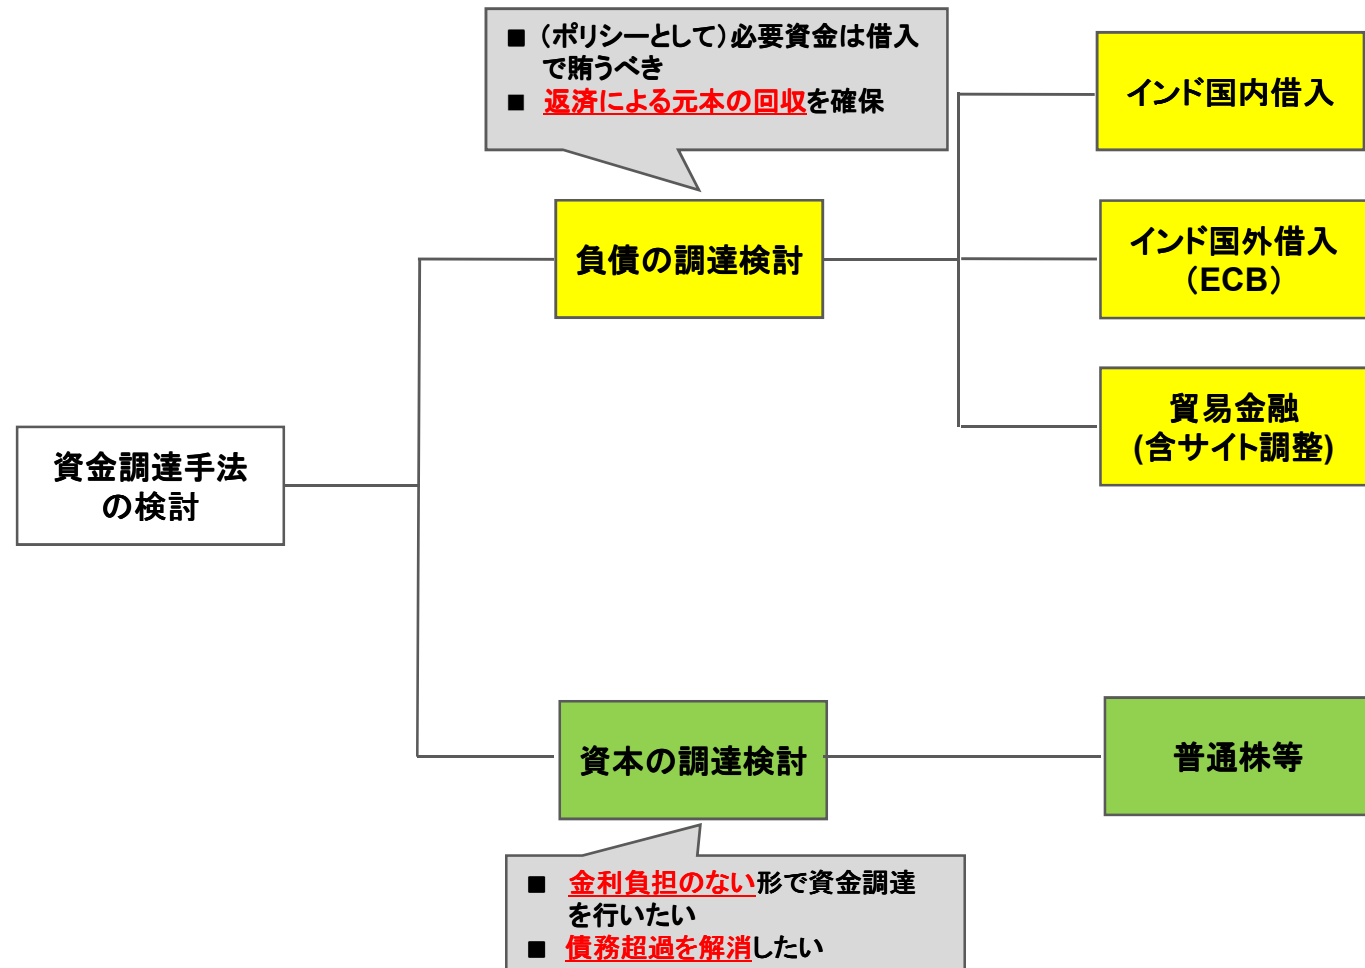 ■ （ポリシーとして）必要資金は借入
で賄うべき
■ 返済による元本の回収を確保
インド国内借入
負債の調達検討
インド国外借入
（ECB）
貿易金融
(含サイト調整)
資金調達手法
の検討
資本の調達検討
普通株等
■ 金利負担のない形で資金調達
を行いたい
■ 債務超過を解消したい